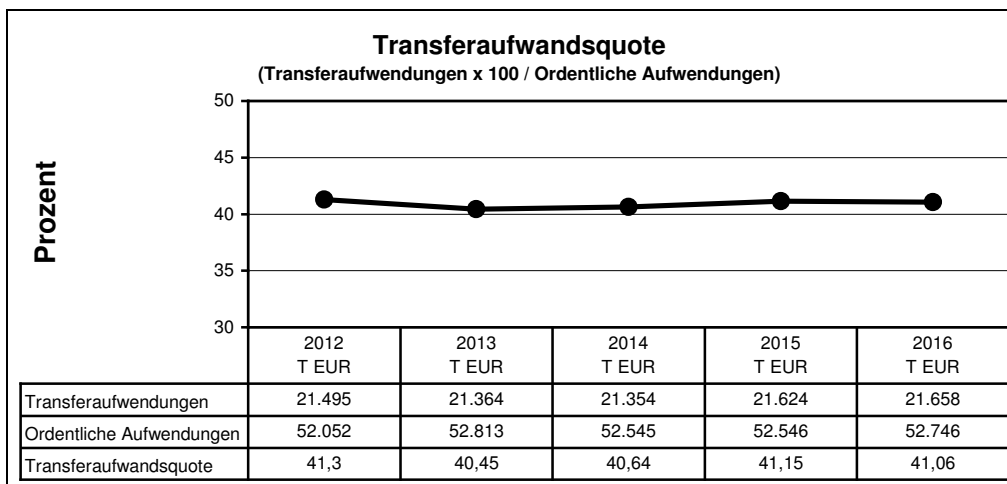 Transferaufwandsquote
(Transferaufwendungen x 100 / Ordentliche Aufwendungen)
Prozent
50
45
40
35
30
2012 2013 2014 2015 2016
T EUR T EUR T EUR T EUR T EUR
Transferaufwendungen 21.495 21.364 21.354 21.624 21.658
Ordentliche Aufwendungen 52.052 52.813 52.545 52.546 52.746
Transferaufwandsquote 41,3 40,45 40,64 41,15 41,06